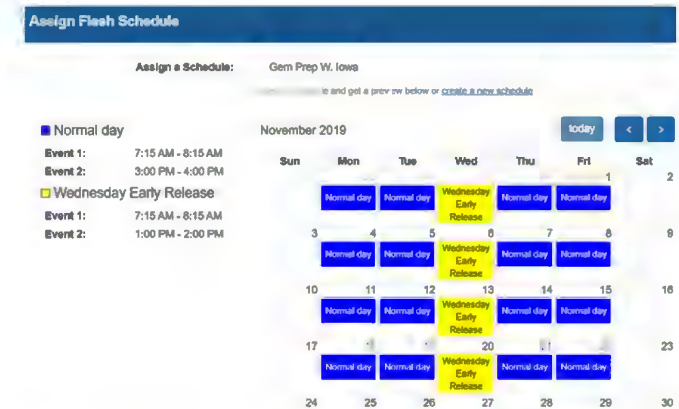 Assign Flash Schedule
Assign a Schedule: Gem Prep W. Iowa
and get a preview below or create a new schedule
Normal day
Event 1: 7:15 AM - 8:15 AM
Event 2: 3:00 PM - 4:00 PM
Wednesday Early Release
Event 1: 7:15 AM - 8:15 AM
Event 2: 1:00 PM - 2:00 PM
November 2019 today < >
Sun Mon Tue Wed Thu Fri Sat
1 2
Normal day Normal day Wednesday Early Release Normal day Normal day
3 4 5 6 7 8 9
Normal day Normal day Wednesday Early Release Normal day Normal day
10 11 12 13 14 15 16
Normal day Normal day Wednesday Early Release Normal day Normal day
17 20 23
Normal day Normal day Wednesday Early Release Normal day Normal day
24 25 26 27 28 29 30